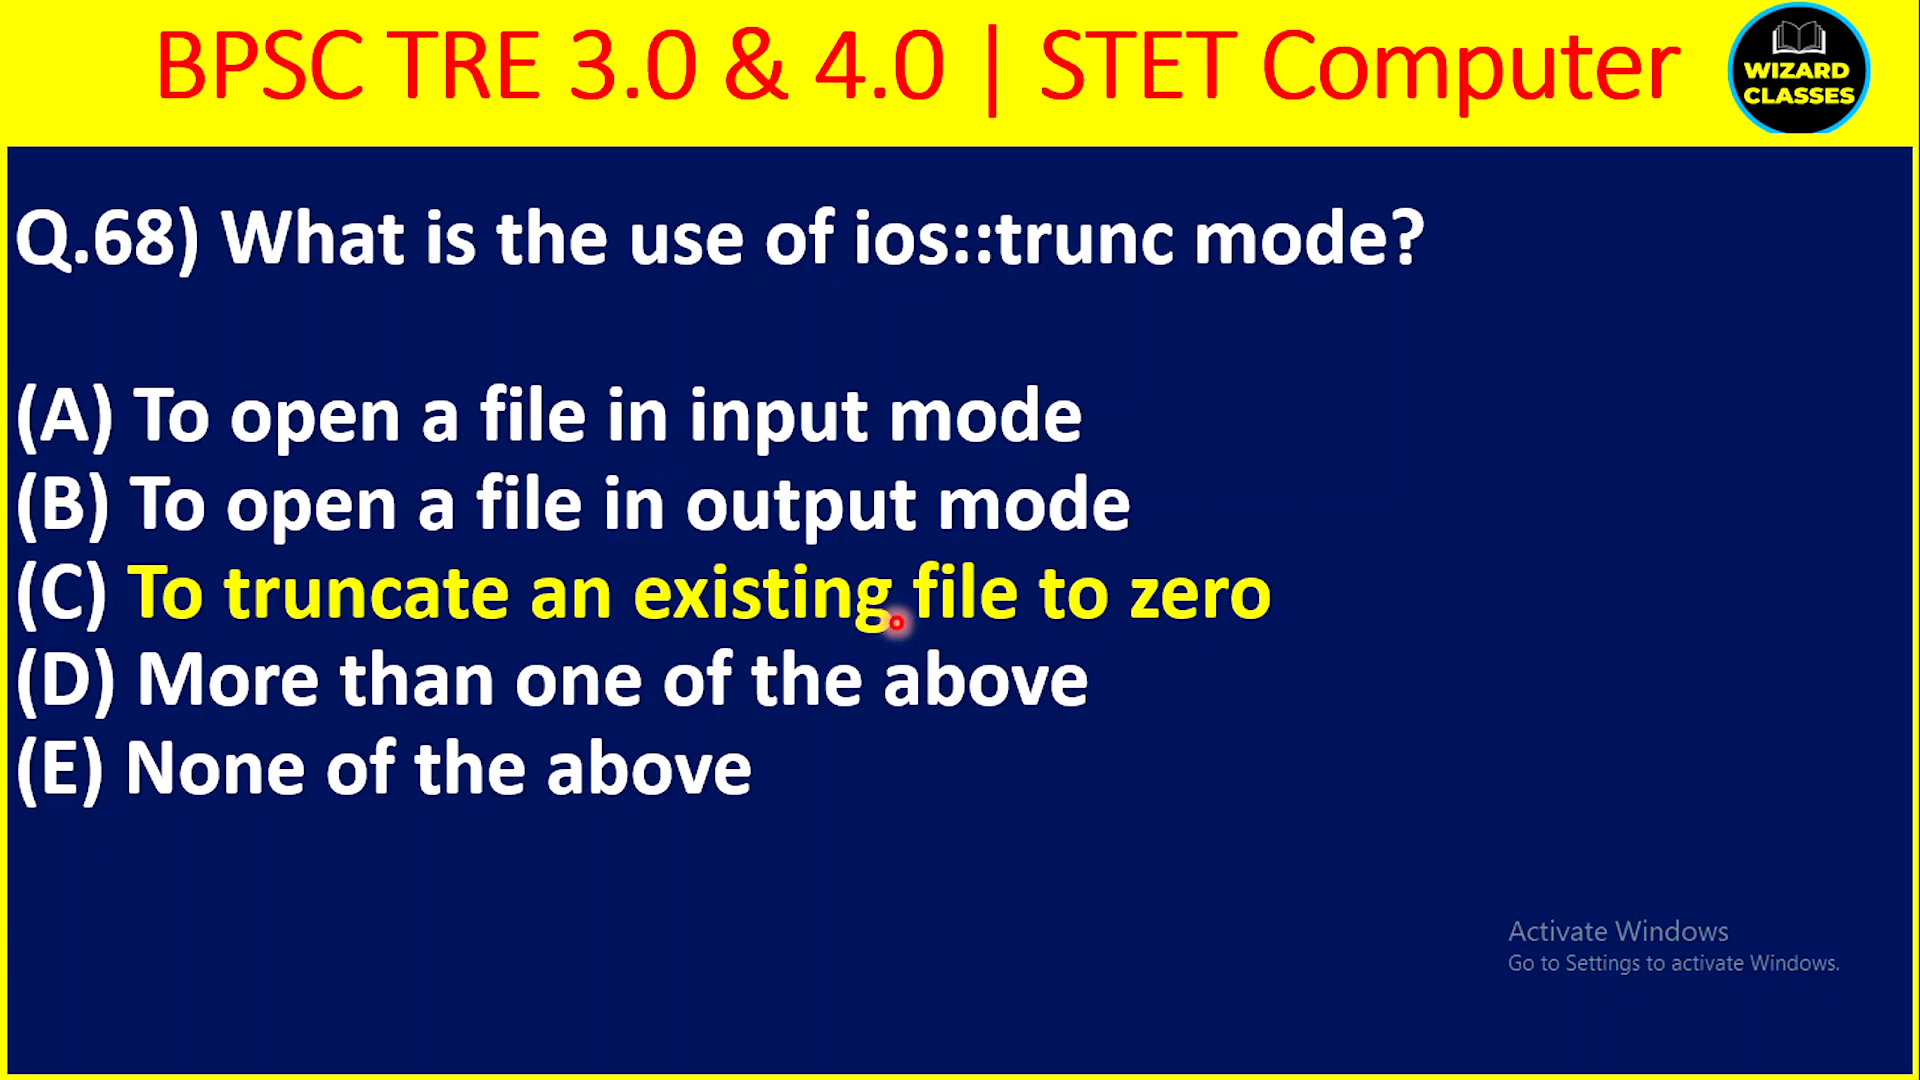 BPSC TRE 3.0 & 4.0 | STET Computer
WIZARD
CLASSES
Q.68) What is the use of ios::trunc mode?
(A) To open a file in input mode
(B) To open a file in output mode
(C) To truncate an existing file to zero
(D) More than one of the above
(E) None of the above
Activate Windows
Go to Settings to activate Windows.